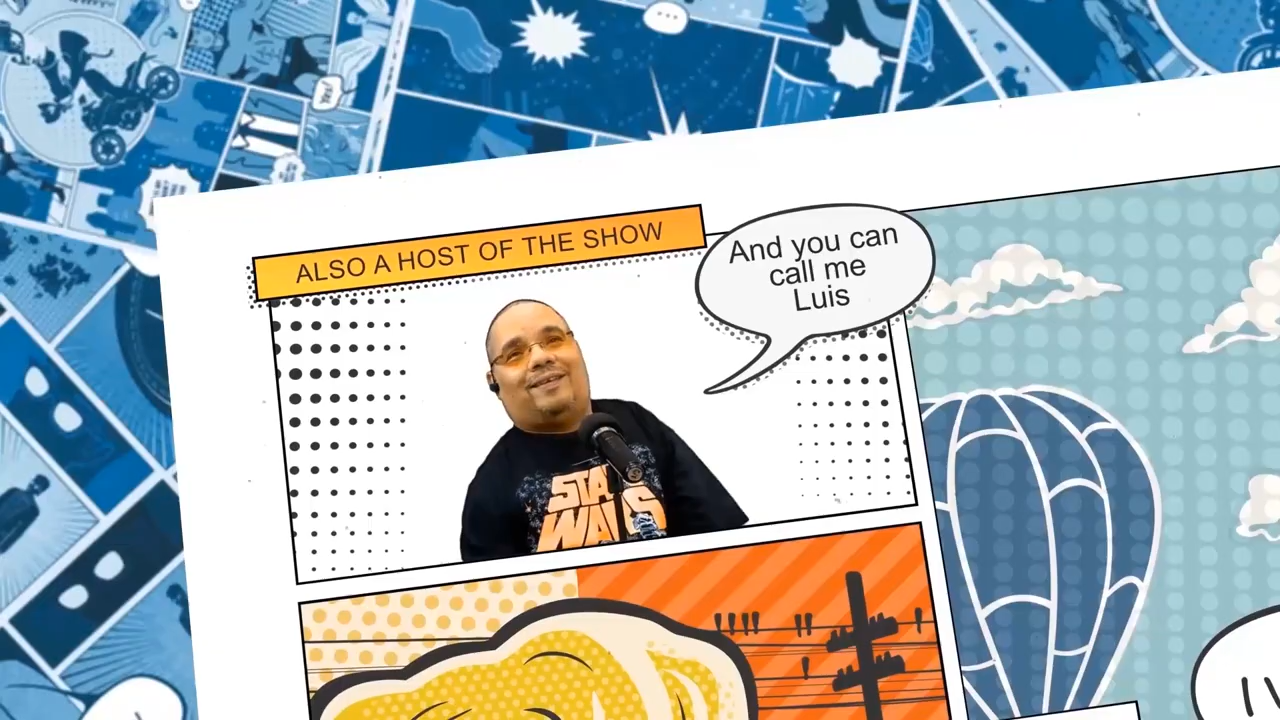 ALSO A HOST OF THE SHOW
And you can
call me
Luis
STAR
WARS